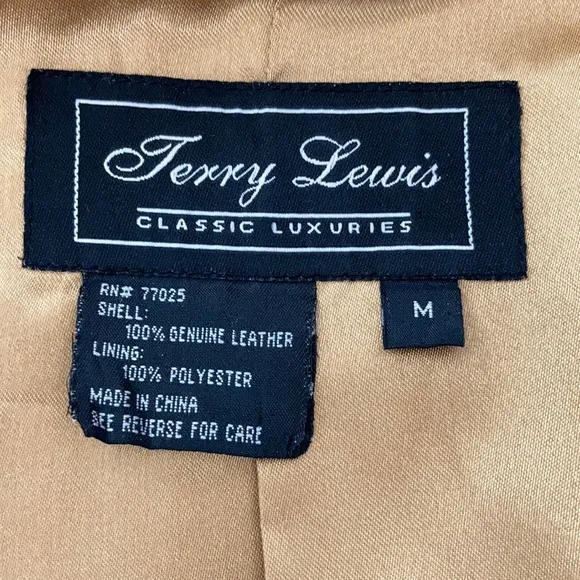 Terry Lewis
CLASSIC LUXURIES
RN# 77025
SHELL:
100% GENUINE LEATHER
LINING:
100% POLYESTER
MADE IN CHINA
SEE REVERSE FOR CARE
M